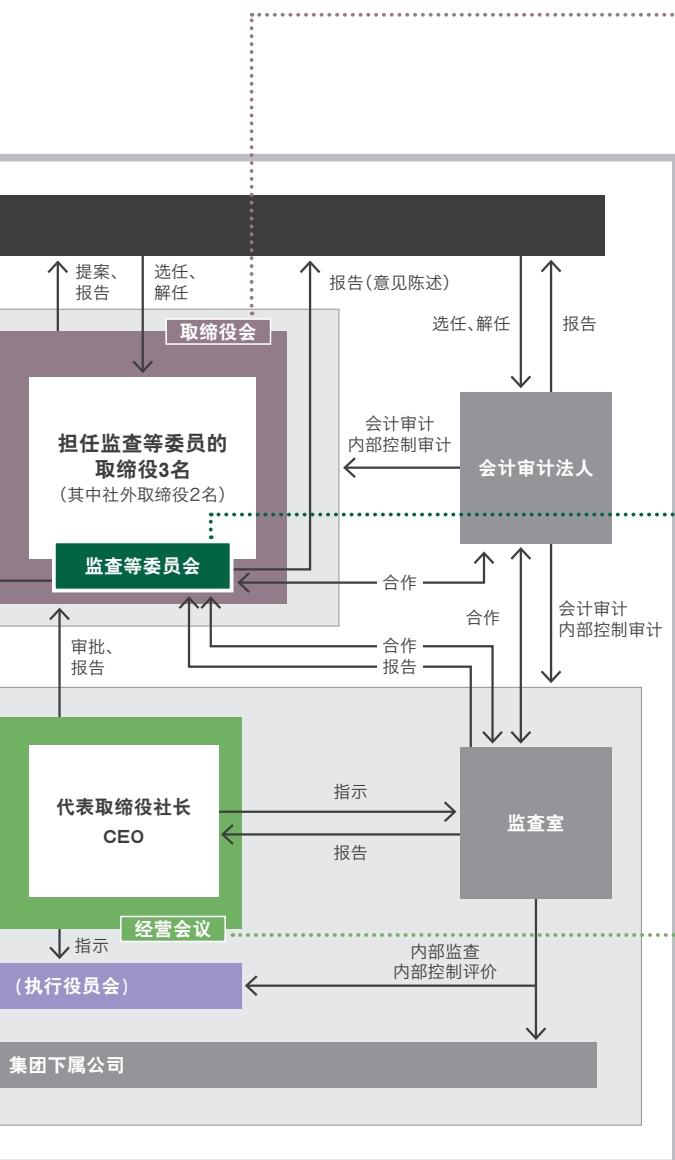 提案、
报告
选任、
解任
报告(意见陈述)
选任、解任
报告
取缔役会
担任监查等委员的
取缔役3名
(其中社外取缔役2名)
会计审计
内部控制审计
会计审计法人
监查等委员会
合作
合作
会计审计
内部控制审计
审批、
报告
合作
报告
代表取缔役社长
CEO
指示
报告
监查室
经营会议
指示
内部监查
内部控制评价
(执行役员会)
集团下属公司